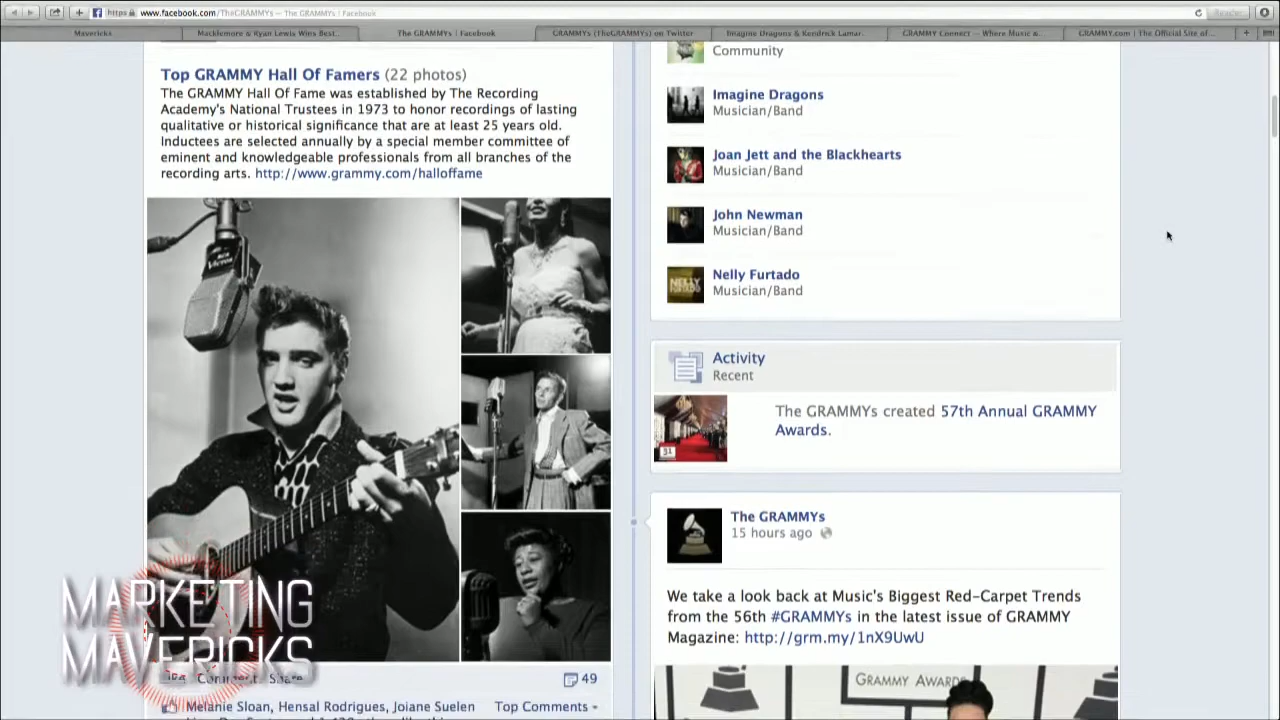 www.facebook.com/TheGRAMMYs — The GRAMMYs | Facebook
https
Reader
Mavericks
Macklemore & Ryan Lewis Wins Best...
The GRAMMYs | Facebook
GRAMMYs (TheGRAMMYs) on Twitter
Imagine Dragons & Kendrick Lamar...
GRAMMY Connect — Where Music &...
GRAMMY.com | The Official Site of...
Top GRAMMY Hall Of Famers (22 photos)
The GRAMMY Hall Of Fame was established by The Recording
Academy's National Trustees in 1973 to honor recordings of lasting
qualitative or historical significance that are at least 25 years old.
Inductees are selected annually by a special member committee of
eminent and knowledgeable professionals from all branches of the
recording arts. http://www.grammy.com/halloffame
49
Melanie Sloan, Hensal Rodrigues, Joiane Suelen
Top Comments
Community
Imagine Dragons
Musician/Band
Joan Jett and the Blackhearts
Musician/Band
John Newman
Musician/Band
NELLY
FURTADO
Nelly Furtado
Musician/Band
Activity
Recent
31
The GRAMMYs created 57th Annual GRAMMY
Awards.
The GRAMMYs
15 hours ago
We take a look back at Music's Biggest Red-Carpet Trends
from the 56th #GRAMMYs in the latest issue of GRAMMY
Magazine: http://grm.my/1nX9UwU
GRAMMY AWARDS
MARKETING
MAVERICKS